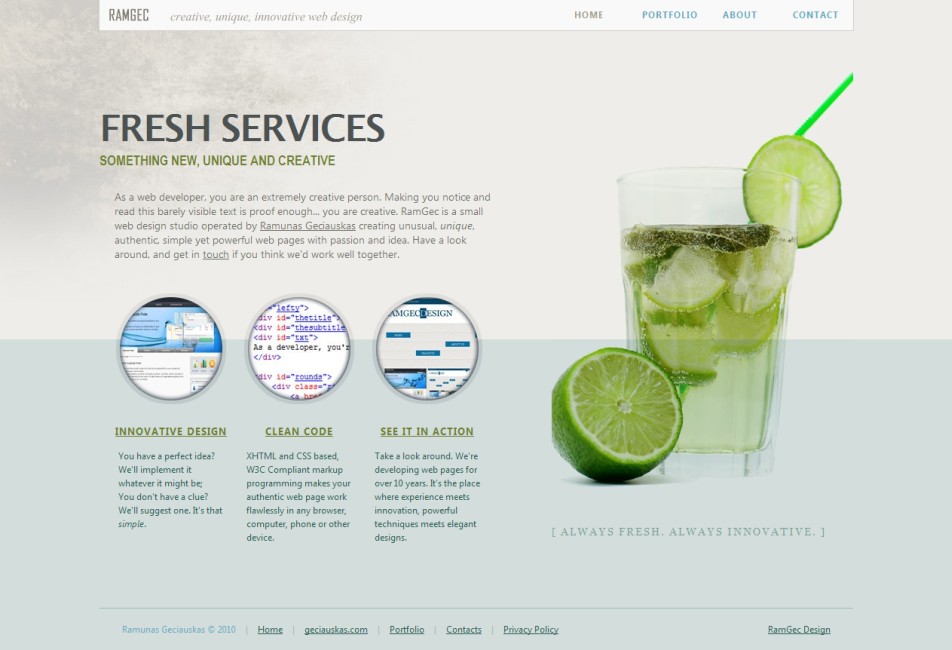 RAMGEC creative, unique, innovative web design HOME PORTFOLIO ABOUT CONTACT
FRESH SERVICES
SOMETHING NEW, UNIQUE AND CREATIVE
As a web developer, you are an extremely creative person. Making you notice and
read this barely visible text is proof enough... you are creative. RamGec is a small
web design studio operated by Ramunas Geciauskas creating unusual, unique,
authentic, simple yet powerful web pages with passion and idea. Have a look
around, and get in touch if you think we'd work well together.
="lefty">
div id="thetitle">
<div id="thesubtitle
<div id="txt">
As a developer, you'r
</div>
<div id="rounds">
<div class="
<a hre
AMGECDESIGN
INNOVATIVE DESIGN
You have a perfect idea?
We'll implement it
whatever it might be;
You don't have a clue?
We'll suggest one. It's that
simple.
CLEAN CODE
XHTML and CSS based,
W3C Compliant markup
programming makes your
authentic web page work
flawlessly in any browser,
computer, phone or other
device.
SEE IT IN ACTION
Take a look around. We're
developing web pages for
over 10 years. It's the place
where experience meets
innovation, powerful
techniques meets elegant
designs.
[ ALWAYS FRESH. ALWAYS INNOVATIVE. ]
Ramunas Geciauskas © 2010 | Home | geciauskas.com | Portfolio | Contacts | Privacy Policy RamGec Design